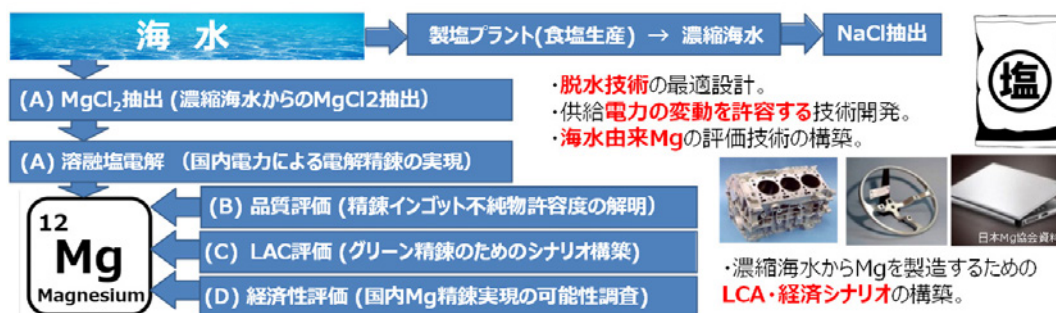 海水
製塩プラント(食塩生産) → 濃縮海水
NaCl抽出
(A) MgCl₂抽出 (濃縮海水からのMgCl2抽出)
(A) 溶融塩電解 (国内電力による電解精錬の実現)
・脱水技術の最適設計。
・供給電力の変動を許容する技術開発。
・海水由来Mgの評価技術の構築。
塩
12
Mg
Magnesium
(B) 品質評価 (精錬インゴット不純物許容度の解明)
(C) LAC評価 (グリーン精錬のためのシナリオ構築)
(D) 経済性評価 (国内Mg精錬実現の可能性調査)
日本Mg協会資料
・濃縮海水からMgを製造するための
LCA・経済シナリオの構築。